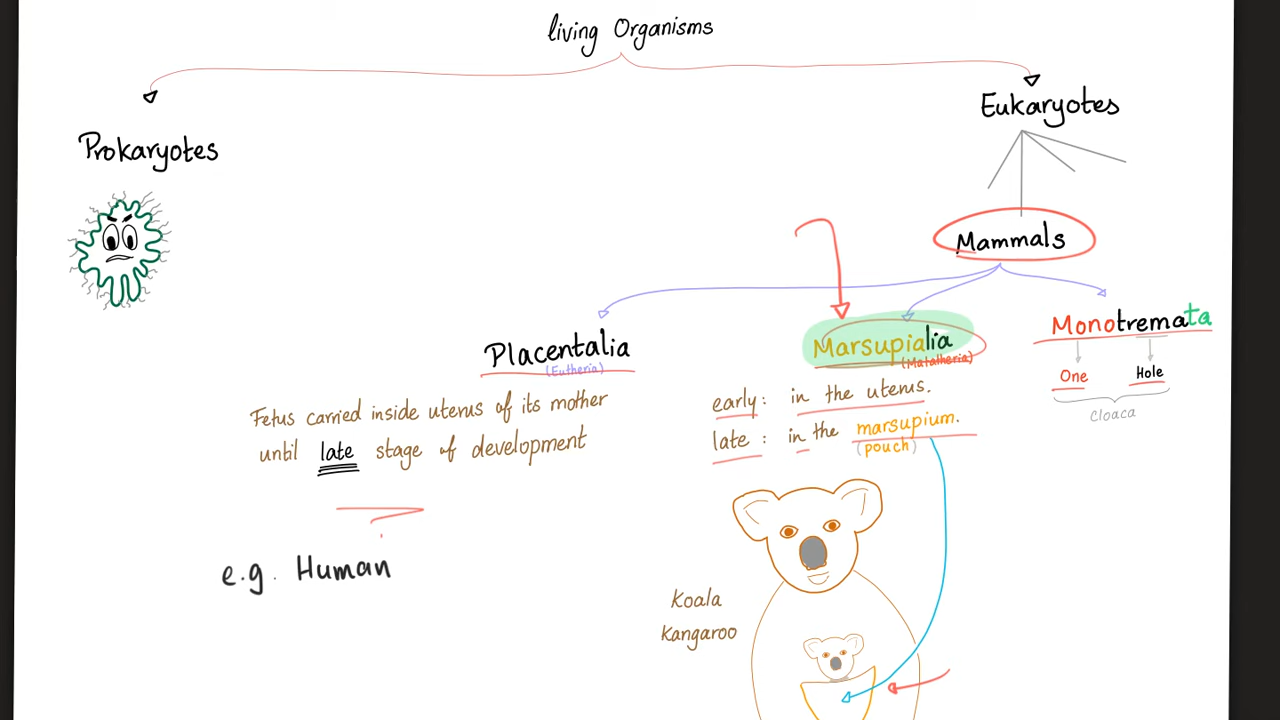 living Organisms
Prokaryotes
Eukaryotes
Mammals
Placentalia
(Eutheria)
Fetus carried inside uterus of its mother
until late stage of development
e.g. Human
Marsupialia
(Matatheria)
early: in the uterus.
late: in the marsupium.
(pouch)
Koala
Kangaroo
Monotremata
One Hole
Cloaca